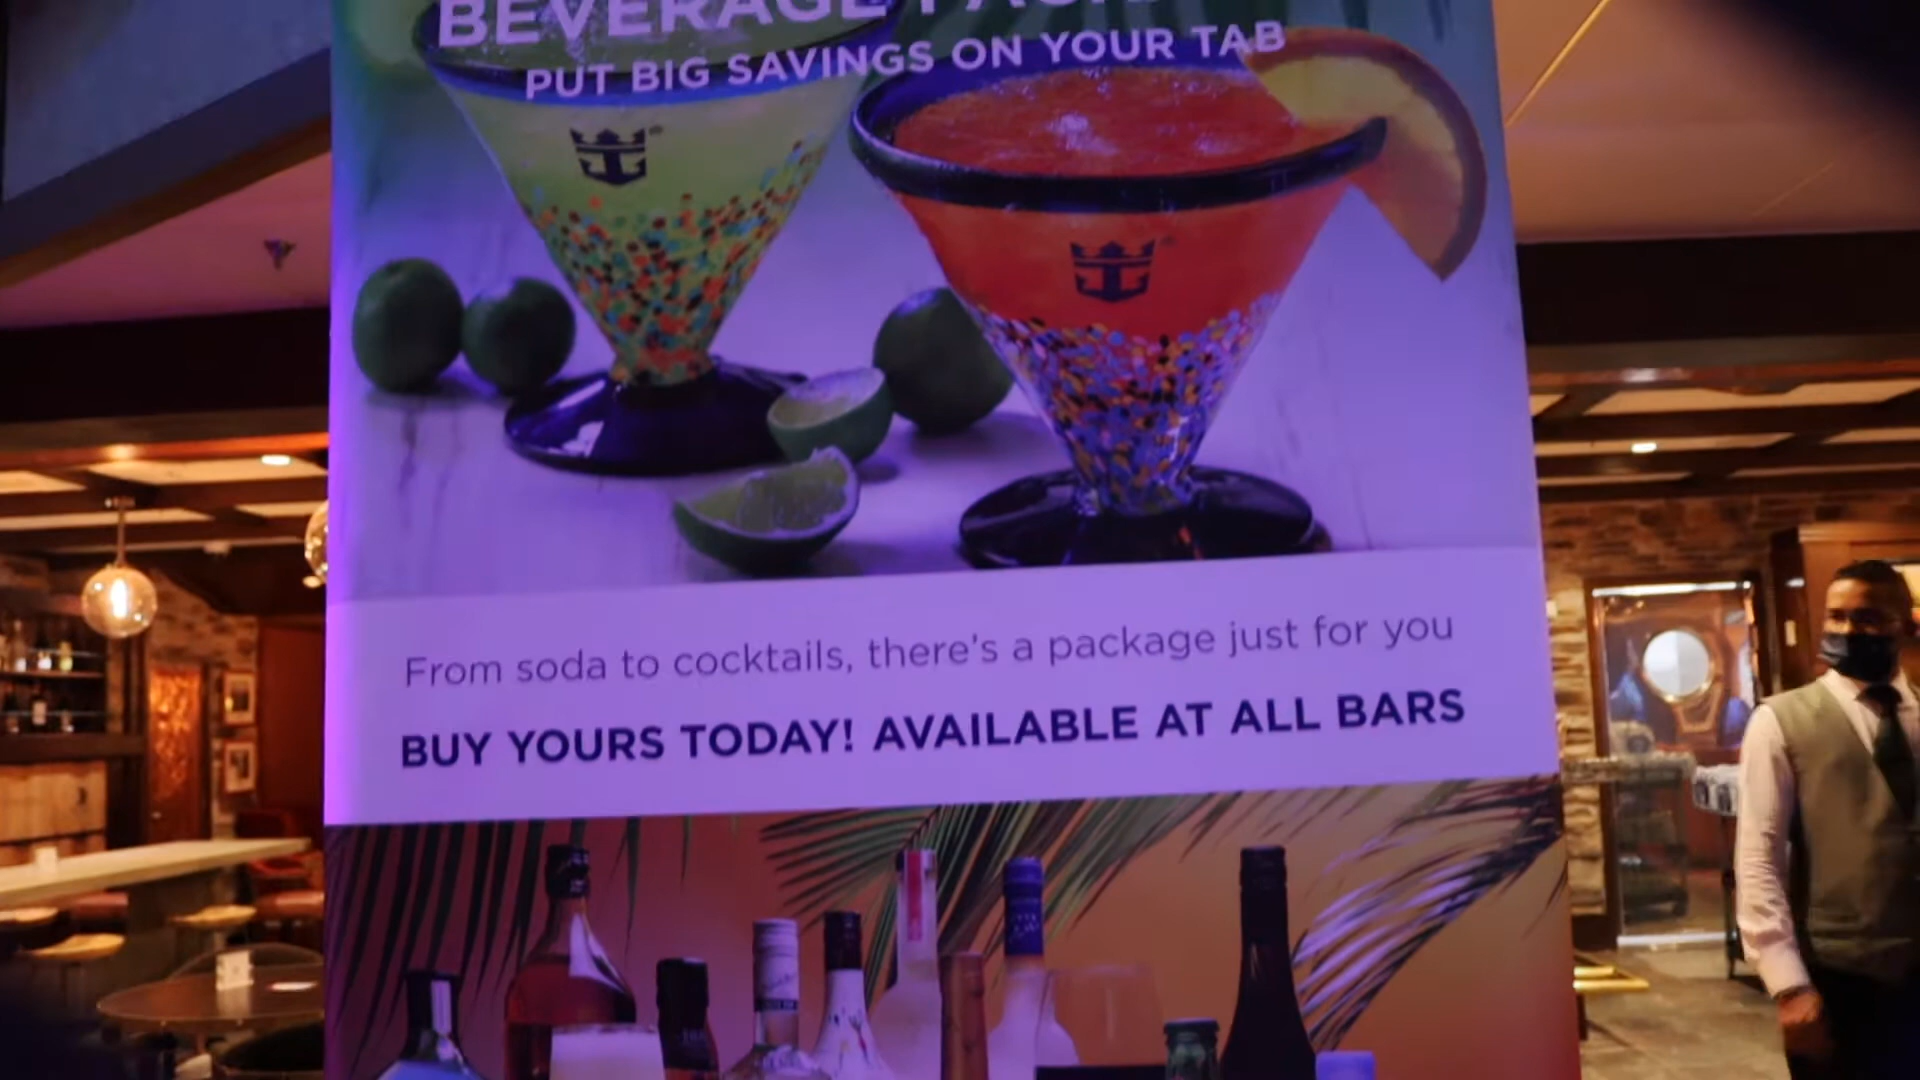 BEVERAGE
PUT BIG SAVINGS ON YOUR TAB
From soda to cocktails, there's a package just for you
BUY YOURS TODAY! AVAILABLE AT ALL BARS